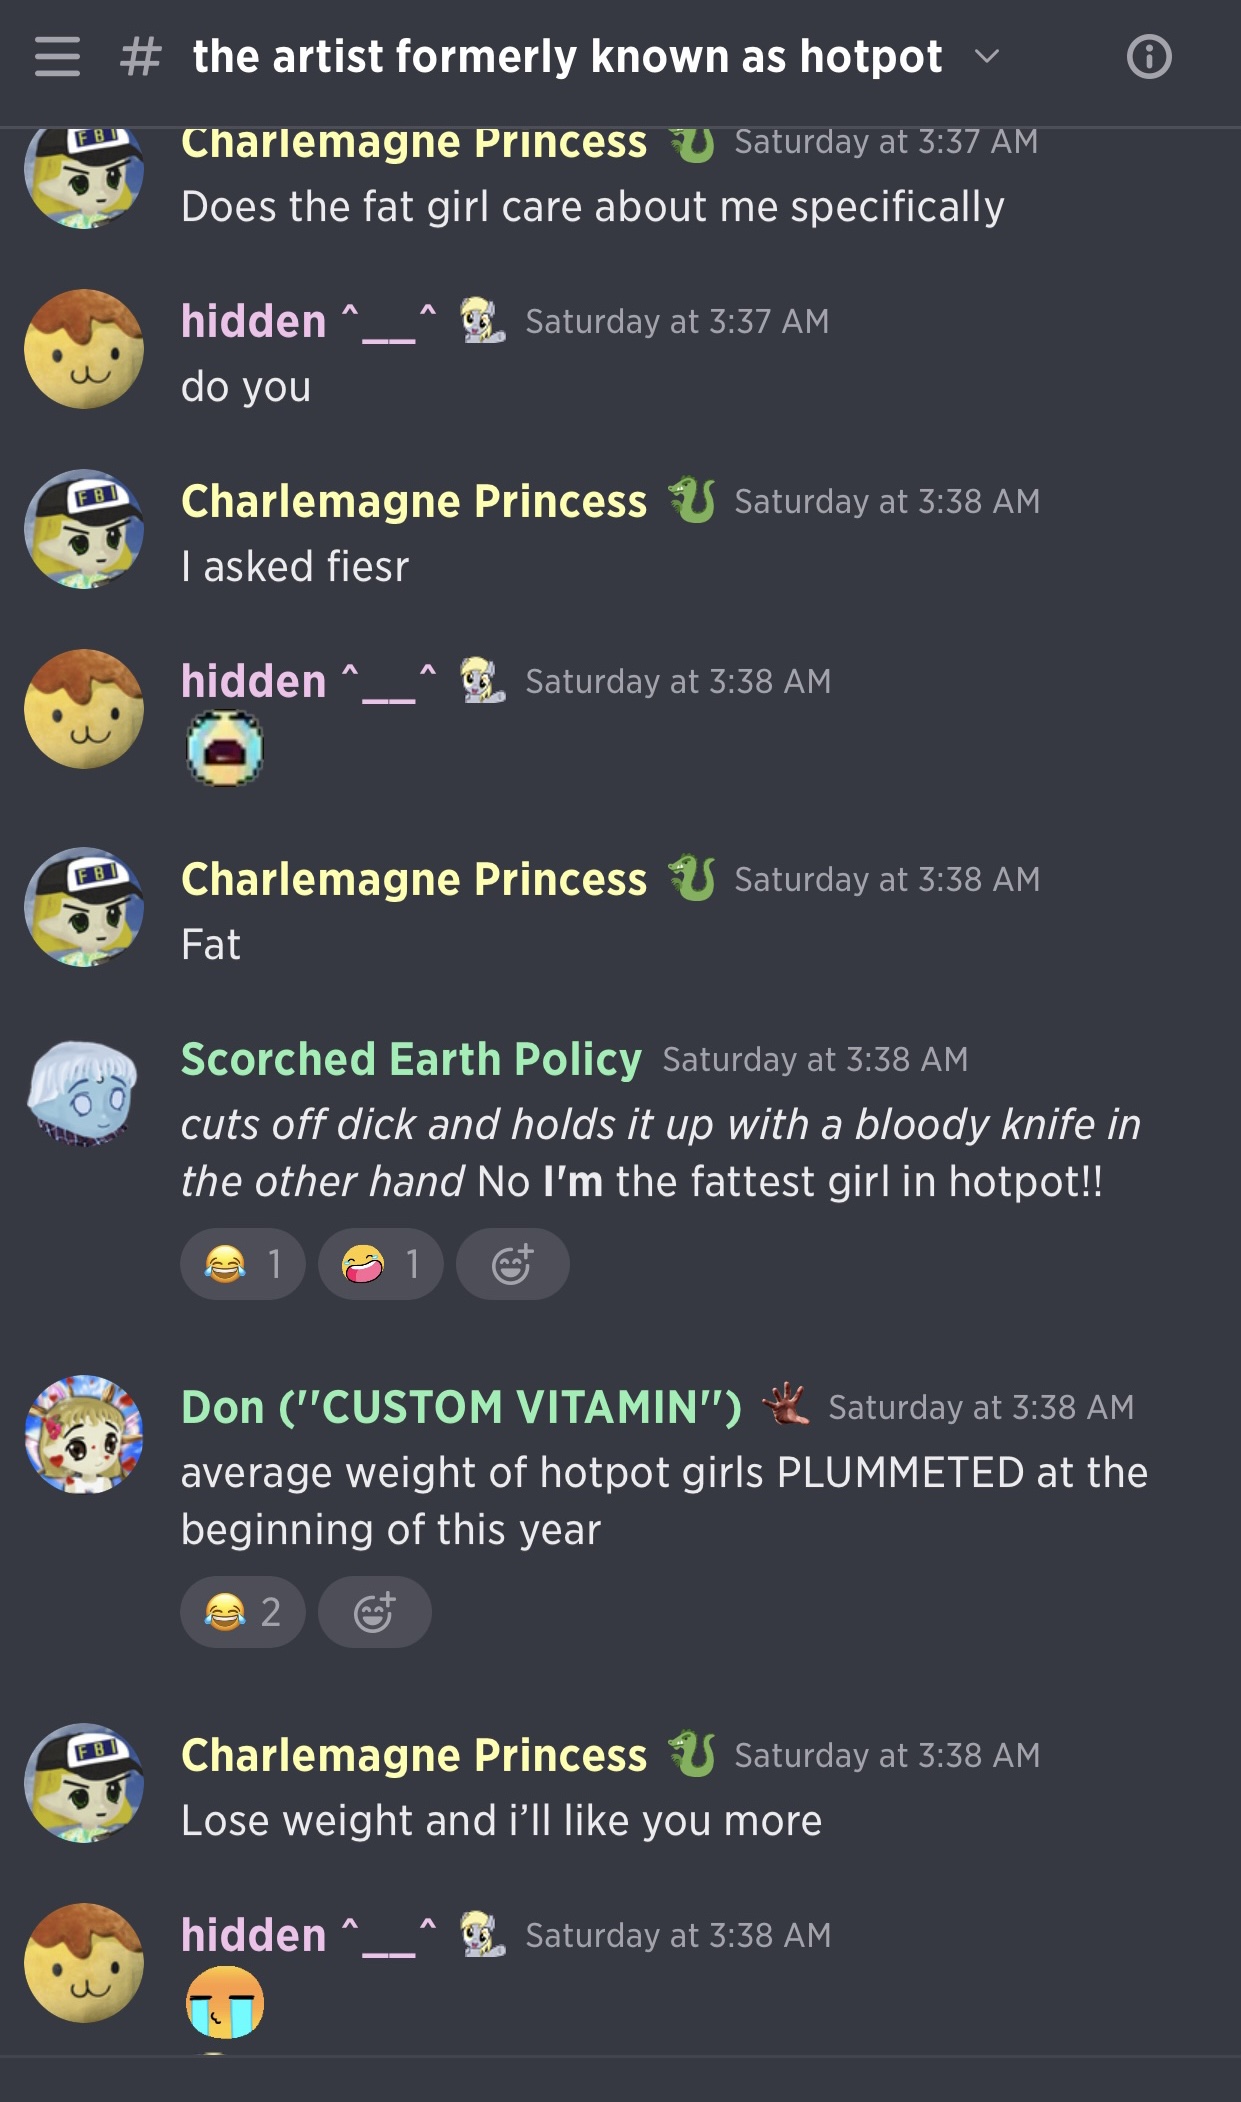 # the artist formerly known as hotpot
Charlemagne Princess Saturday at 3:37 AM
Does the fat girl care about me specifically
hidden ^__^ Saturday at 3:37 AM
do you
FBI
Charlemagne Princess Saturday at 3:38 AM
I asked fiesr
hidden ^__^ Saturday at 3:38 AM
FBI
Charlemagne Princess Saturday at 3:38 AM
Fat
Scorched Earth Policy Saturday at 3:38 AM
cuts off dick and holds it up with a bloody knife in
the other hand No I'm the fattest girl in hotpot!!
😂 1 1
Don ("CUSTOM VITAMIN") Saturday at 3:38 AM
average weight of hotpot girls PLUMMETED at the
beginning of this year
😂 2
FBI
Charlemagne Princess Saturday at 3:38 AM
Lose weight and i’ll like you more
hidden ^__^ Saturday at 3:38 AM